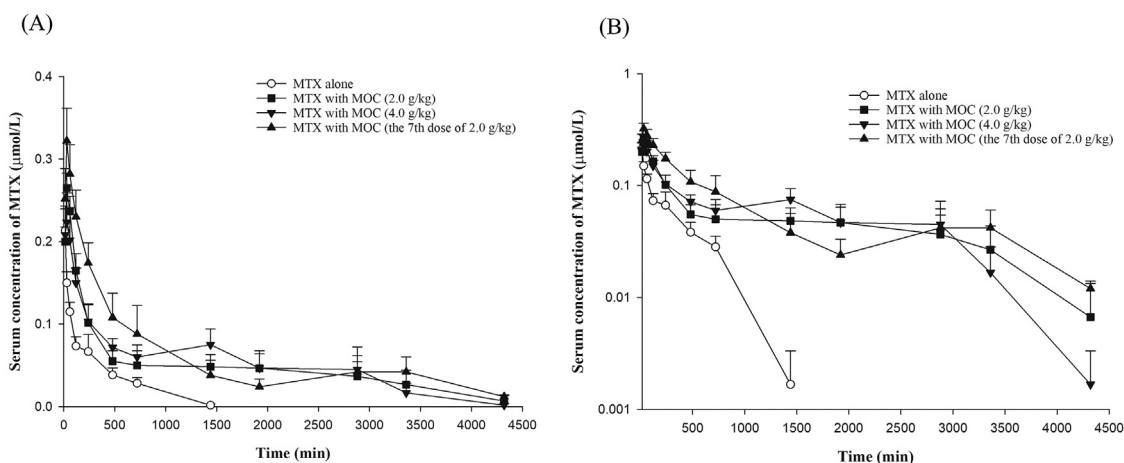 (A)
Serum concentration of MTX (μmol/L)
0.4
0.3
0.2
0.1
0.0
MTX alone
MTX with MOC (2.0 g/kg)
MTX with MOC (4.0 g/kg)
MTX with MOC (the 7th dose of 2.0 g/kg)
0 500 1000 1500 2000 2500 3000 3500 4000 4500
Time (min)
(B)
Serum concentration of MTX (μmol/L)
1
0.1
0.01
0.001
MTX alone
MTX with MOC (2.0 g/kg)
MTX with MOC (4.0 g/kg)
MTX with MOC (the 7th dose of 2.0 g/kg)
500 1000 1500 2000 2500 3000 3500 4000 4500
Time (min)